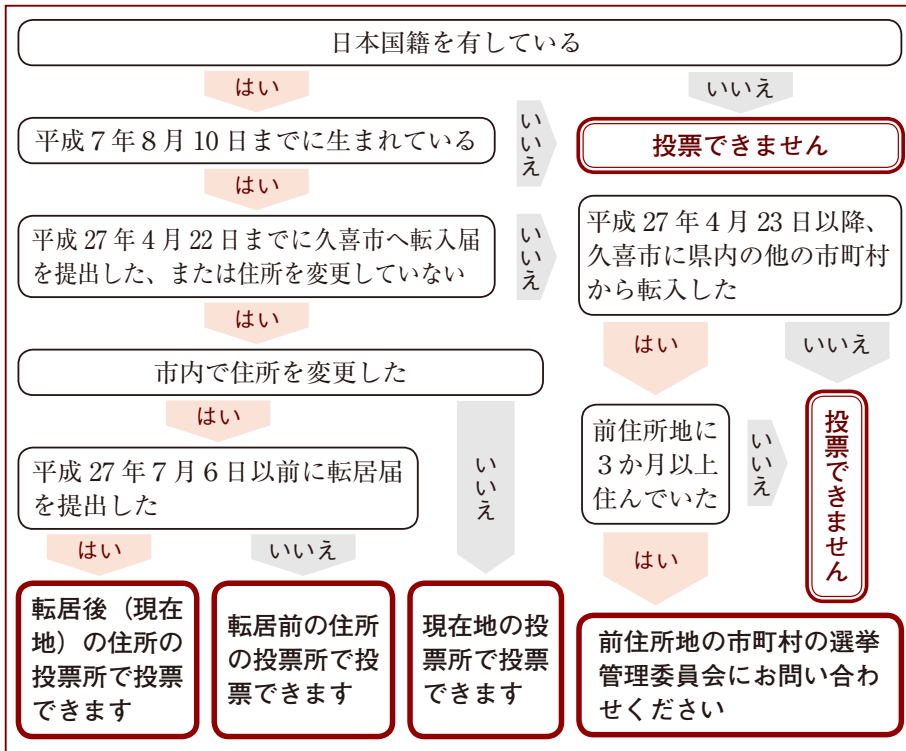 日本国籍を有している
はい
いいえ
平成7年8月10日までに生まれている
いいえ
投票できません
はい
平成27年4月22日までに久喜市へ転入届
を提出した、または住所を変更していない
いいえ
平成27年4月23日以降、
久喜市に県内の他の市町村
から転入した
はい
はい
いいえ
市内で住所を変更した
はい
いいえ
前住所地に
3か月以上
住んでいた
いいえ
投票できません
平成27年7月6日以前に転居届
を提出した
はい
いいえ
はい
転居後（現在
地）の住所の
投票所で投票
できます
転居前の住所
の投票所で投
票できます
現在地の投
票所で投票
できます
前住所地の市町村の選挙
管理委員会にお問い合わ
せください